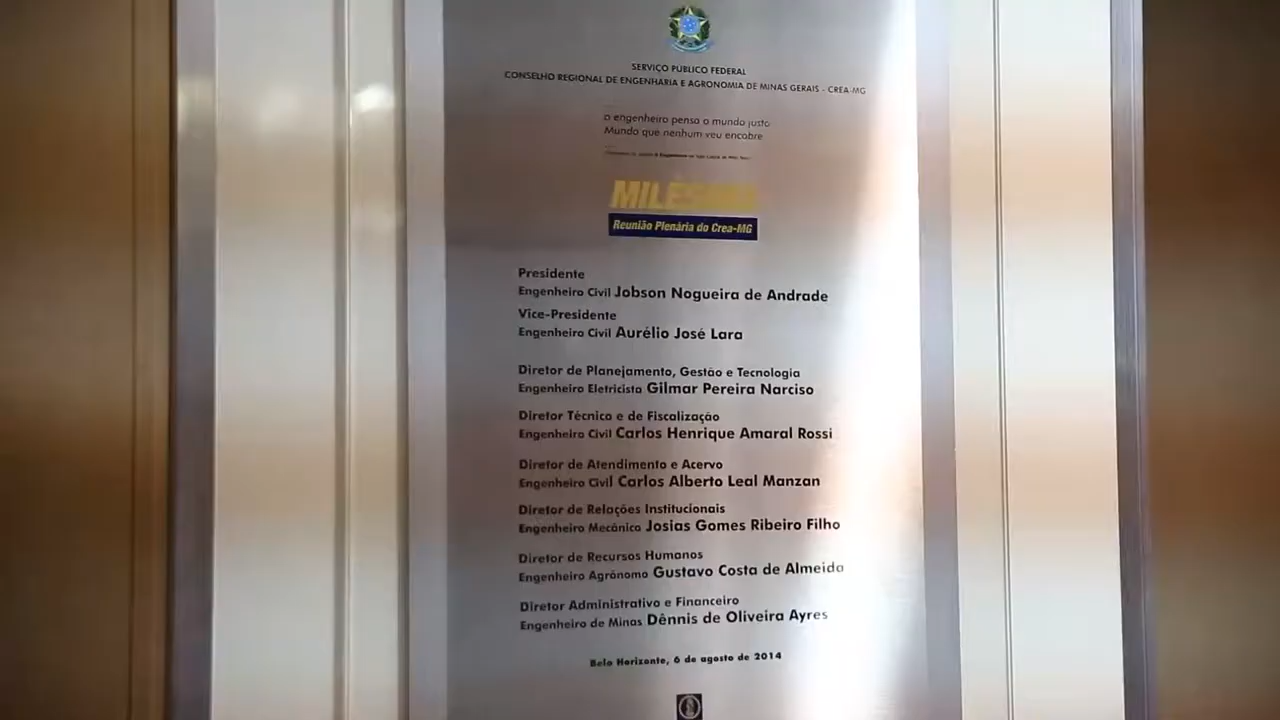 SERVIÇO PÚBLICO FEDERAL
CONSELHO REGIONAL DE ENGENHARIA E AGRONOMIA DE MINAS GERAIS - CREA-MG
o engenheiro pensa o mundo justo
Mundo que nenhum véu encobre
Reunião Plenária do Crea-MG
Presidente
Engenheiro Civil Jobson Nogueira de Andrade
Vice-Presidente
Engenheiro Civil Aurélio José Lara
Diretor de Planejamento, Gestão e Tecnologia
Engenheiro Eletricista Gilmar Pereira Narciso
Diretor Técnico e de Fiscalização
Engenheiro Civil Carlos Henrique Amaral Rossi
Diretor de Atendimento e Acervo
Engenheiro Civil Carlos Alberto Leal Manzan
Diretor de Relações Institucionais
Engenheiro Mecânico Josias Gomes Ribeiro Filho
Diretor de Recursos Humanos
Engenheiro Agrônomo Gustavo Costa de Almeida
Diretor Administrativo e Financeiro
Engenheiro de Minas Dênnis de Oliveira Ayres
Belo Horizonte, 6 de agosto de 2014